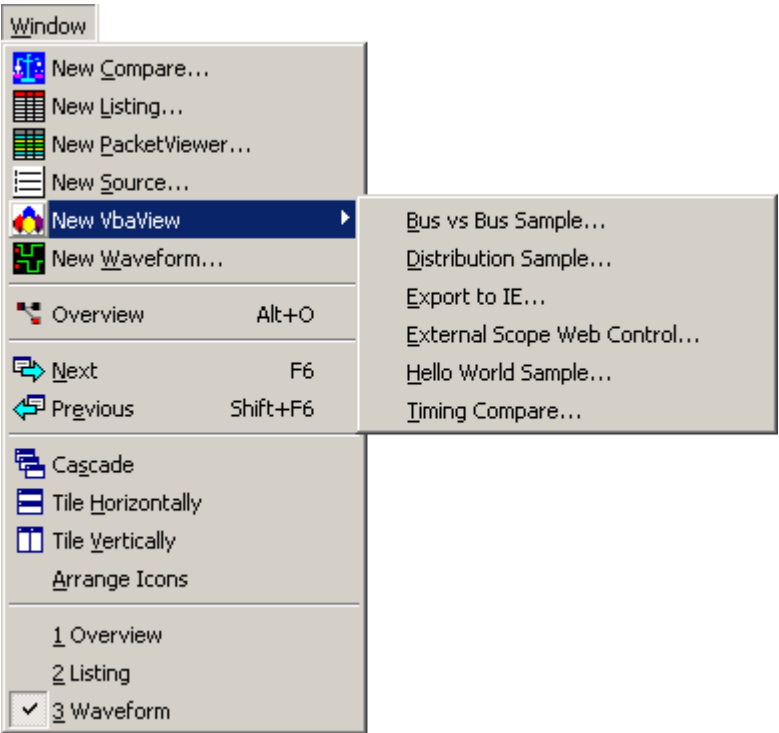 Window
New Compare...
New Listing...
New PacketViewer...
New Source...
New VbaView
New Waveform...
Overview Alt+O
Next F6
Previous Shift+F6
Cascade
Tile Horizontally
Tile Vertically
Arrange Icons
1 Overview
2 Listing
3 Waveform
Bus vs Bus Sample...
Distribution Sample...
Export to IE...
External Scope Web Control...
Hello World Sample...
Timing Compare...